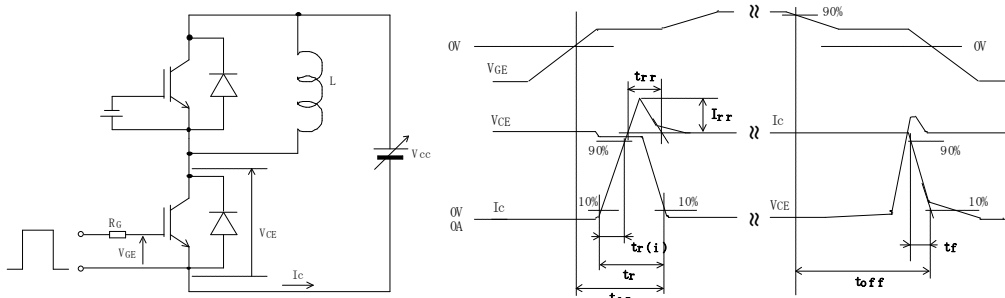 L
Vcc
RG
VGE
VCE
Ic
0V
VGE
90%
0V
trr
Irr
VCE
Ic
90%
90%
Ic
10%
10%
VCE
10%
0V
0A
tr(i)
tr
tf
toff